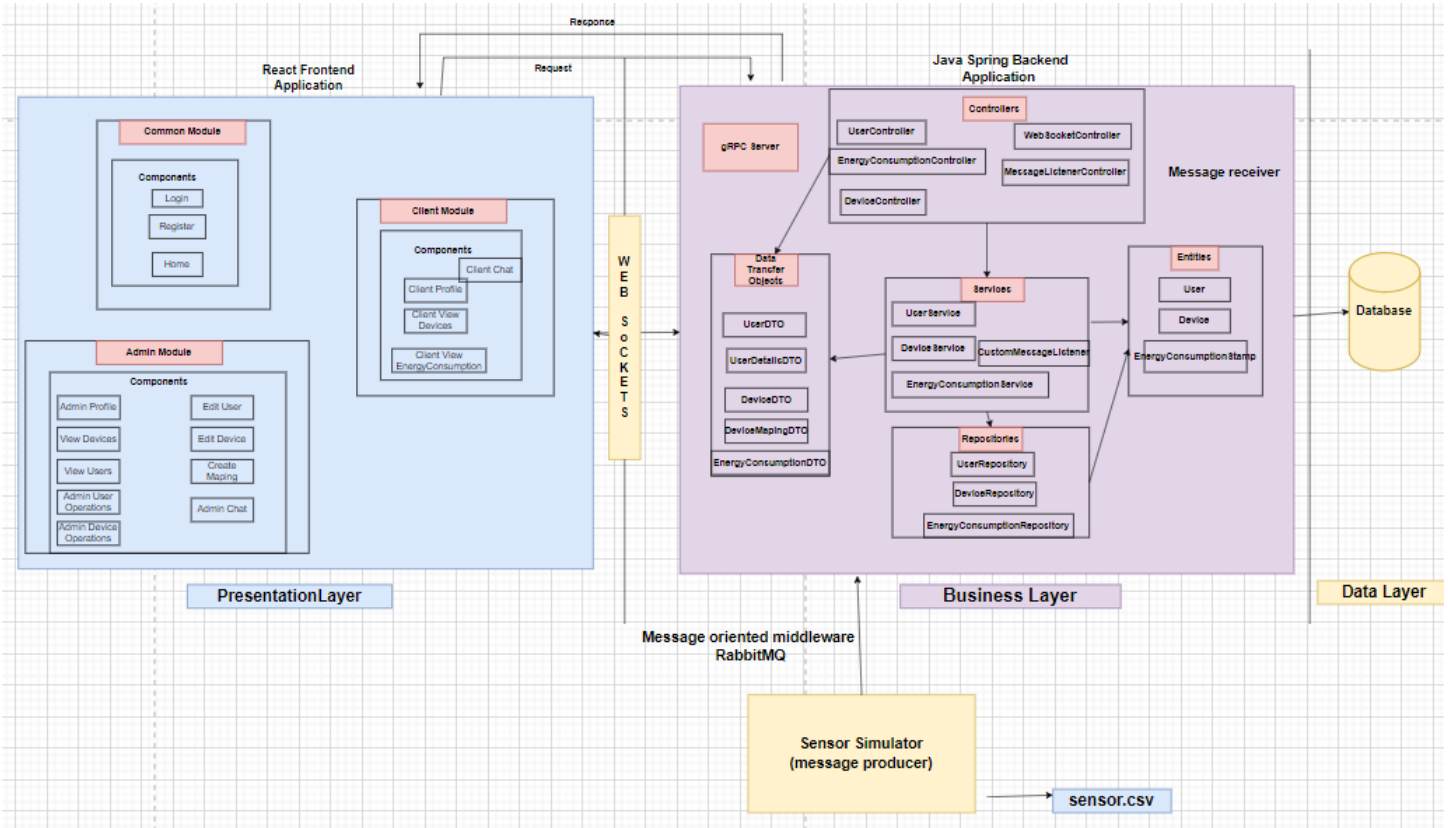 Response
Request
React Frontend
Application
Java Spring Backend
Application
Common Module
Components
Login
Register
Home
Client Module
Components
Client Chat
Client Profile
Client View
Devices
Client View
EnergyConsumption
Admin Module
Components
Admin Profile
View Devices
View Users
Admin User
Operations
Admin Device
Operations
Edit User
Edit Device
Create
Maping
Admin Chat
PresentationLayer
W
E
B
S
o
C
K
E
T
S
gRPC Server
Controllers
UserController
EnergyConsumptionController
DeviceController
WebSocketController
MessageListenerController
Message receiver
Data
Transfer
Objects
UserDTO
UserDetailsDTO
DeviceDTO
DeviceMapingDTO
EnergyConsumptionDTO
Services
UserService
DeviceService
CustomMessageListener
EnergyConsumptionService
Repositories
UserRepository
DeviceRepository
EnergyConsumptionRepository
Entities
User
Device
EnergyConsumptionStamp
Business Layer
Database
Data Layer
Message oriented middleware
RabbitMQ
Sensor Simulator
(message producer)
sensor.csv